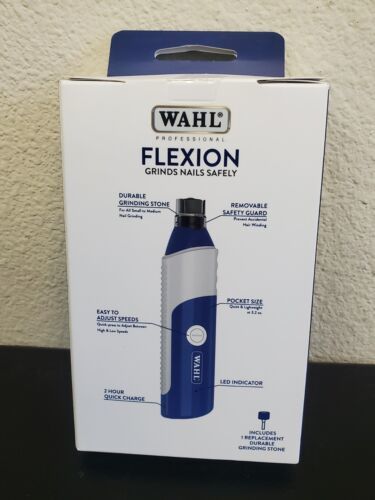 WAHL
PROFESSIONAL
FLEXION
GRINDS NAILS SAFELY
DURABLE
GRINDING STONE
For All Small to Medium
Nail Grinding
REMOVABLE
SAFETY GUARD
Prevent Accidental
Hair Winding
EASY TO
ADJUST SPEEDS
Quick-press to Adjust Between
High & Low Speeds
POCKET SIZE
Quiet & Lightweight
at 3.2 oz.
WAHL
LED INDICATOR
2 HOUR
QUICK CHARGE
INCLUDES
1 REPLACEMENT
DURABLE
GRINDING STONE